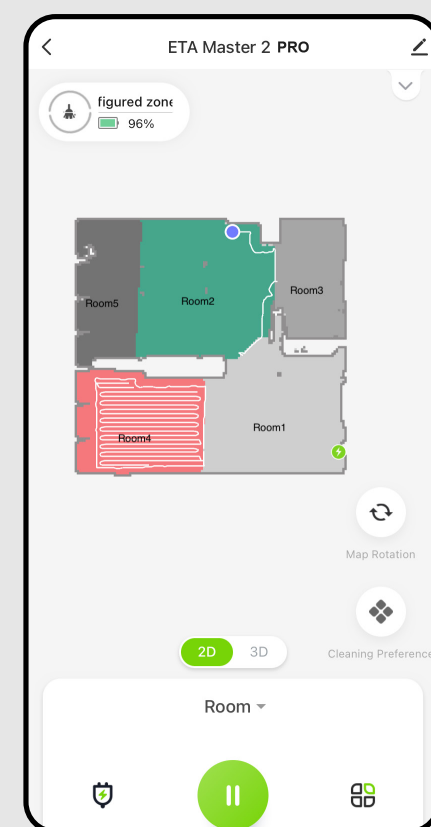 ETA Master 2 PRO
figured zone
96%
Room3
Room5
Room2
Room1
Room4
Map Rotation
2D
3D
Cleaning Preference
Room